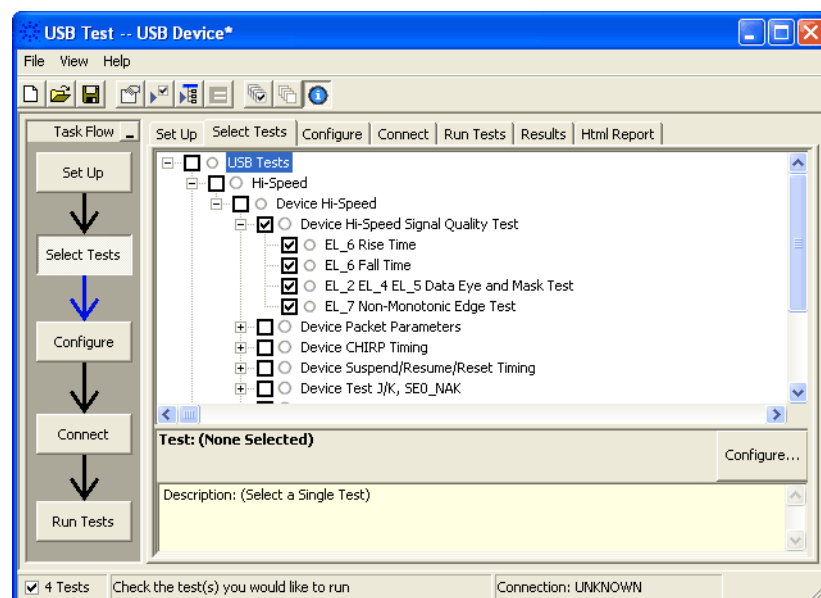 USB Test -- USB Device*
File View Help
Task Flow
Set Up
Select Tests
Configure
Connect
Run Tests
Set Up Select Tests Configure Connect Run Tests Results Html Report
USB Tests
Hi-Speed
Device Hi-Speed
Device Hi-Speed Signal Quality Test
EL_6 Rise Time
EL_6 Fall Time
EL_2 EL_4 EL_5 Data Eye and Mask Test
EL_7 Non-Monotonic Edge Test
Device Packet Parameters
Device CHIRP Timing
Device Suspend/Resume/Reset Timing
Device Test J/K, SE0_NAK
Test: (None Selected)
Configure...
Description: (Select a Single Test)
4 Tests Check the test(s) you would like to run Connection: UNKNOWN